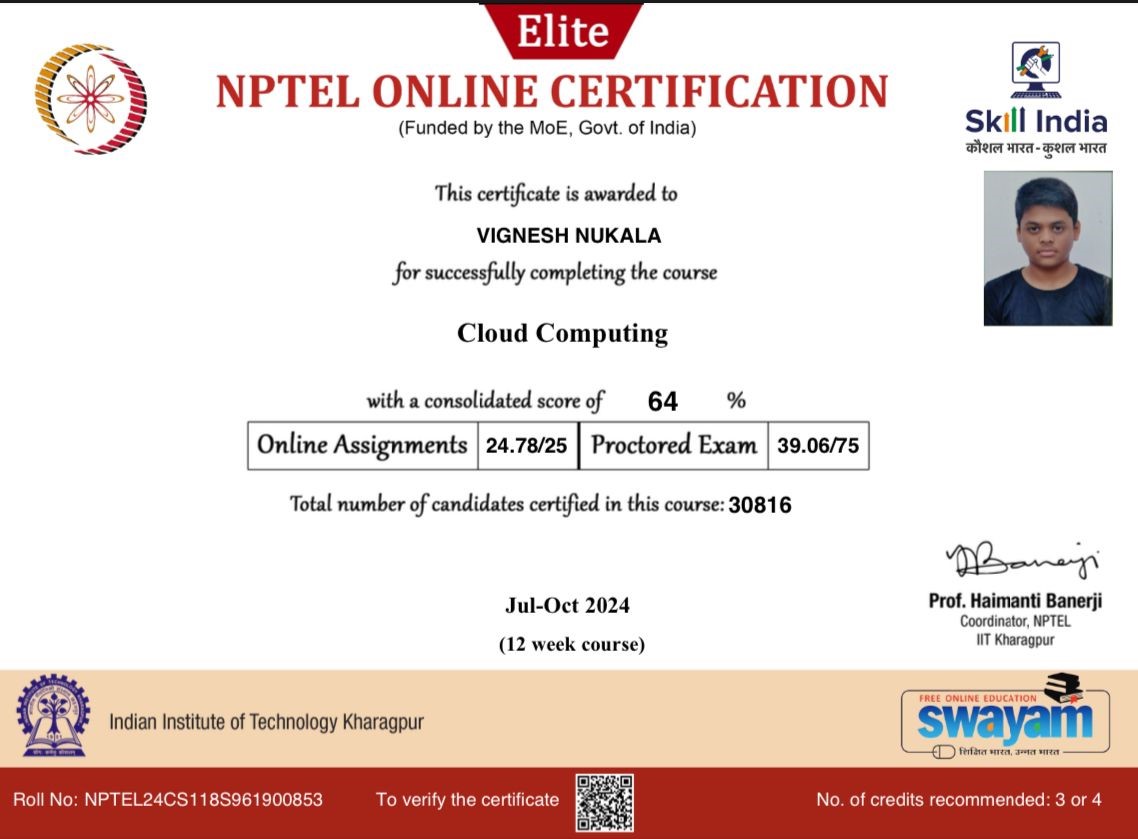 Elite
NPTEL ONLINE CERTIFICATION
(Funded by the MoE, Govt. of India)
Skill India
कौशल भारत - कुशल भारत
This certificate is awarded to
VIGNESH NUKALA
for successfully completing the course
Cloud Computing
with a consolidated score of 64 %
Online Assignments 24.78/25 Proctored Exam 39.06/75
Total number of candidates certified in this course: 30816
Jul-Oct 2024
(12 week course)
Prof. Haimanti Banerji
Coordinator, NPTEL
IIT Kharagpur
Indian Institute of Technology Kharagpur
FREE ONLINE EDUCATION
swayam
शिक्षित भारत, उन्नत भारत
Roll No: NPTEL24CS118S961900853
To verify the certificate
No. of credits recommended: 3 or 4